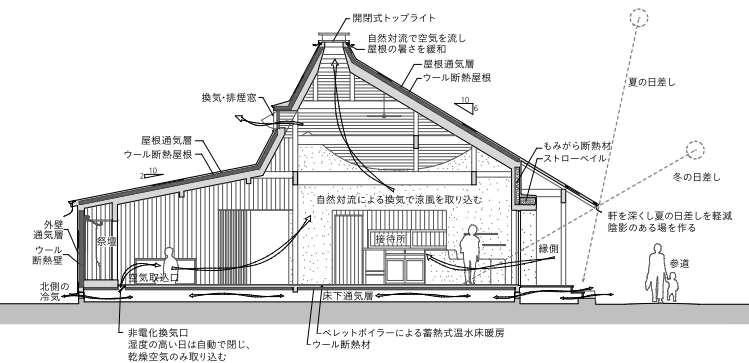 開閉式トップライト
自然対流で空気を流し
屋根の暑さを緩和
屋根通気層
ウール断熱屋根
換気・排煙窓
10
6
夏の日差し
屋根通気層
ウール断熱屋根
10
2
もみがら断熱材
ストローベイル
冬の日差し
自然対流による換気で涼風を取り込む
外壁
通気層
ウール
断熱壁
祭壇
接待所
縁側
軒を深くし夏の日差しを軽減
陰影のある場を作る
参道
空気取込口
北側の
冷気
床下通気層
非電化換気口
湿度の高い日は自動で閉じ、
乾燥空気のみ取り込む
ペレットボイラーによる蓄熱式温水床暖房
ウール断熱材